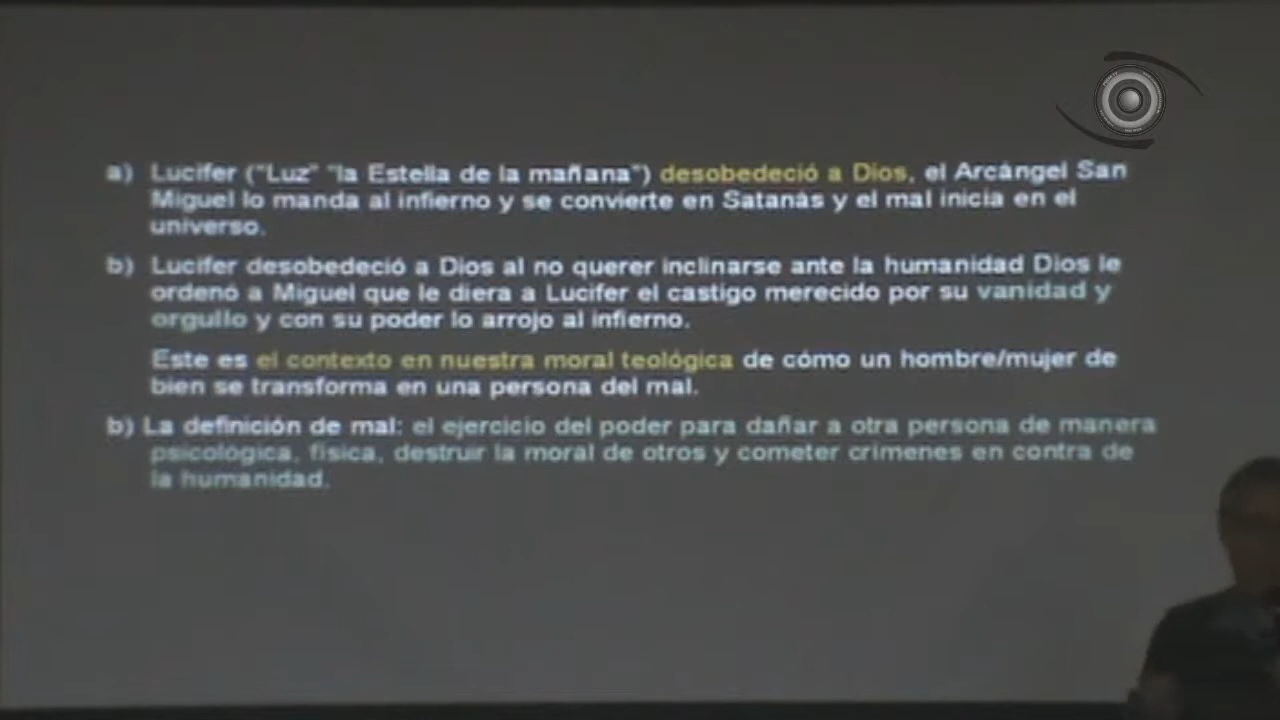 a) Lucifer ("Luz" "la Estella de la mañana") desobedeció a Dios, el Arcángel San
Miguel lo manda al infierno y se convierte en Satanás y el mal inicia en el
universo.
b) Lucifer desobedeció a Dios al no querer inclinarse ante la humanidad Dios le
ordenó a Miguel que le diera a Lucifer el castigo merecido por su vanidad y
orgullo y con su poder lo arrojo al infierno.
Este es el contexto en nuestra moral teológica de cómo un hombre/mujer de
bien se transforma en una persona del mal.
b) La definición de mal: el ejercicio del poder para dañar a otra persona de manera
psicológica, física, destruir la moral de otros y cometer crímenes en contra de
la humanidad.